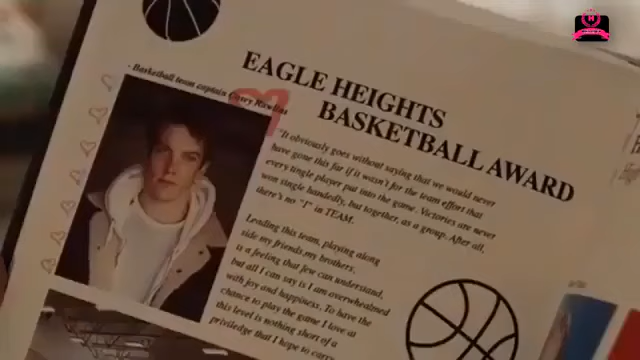 EAGLE HEIGHTS
BASKETBALL AWARD
- Basketball team captain Casey Rawlins
"It obviously goes without saying that we would never
have gone this far if it wasn't for the team effort that
every single player put into the game. Victories are never
won single handedly, but together, as a group. After all,
there's no "I" in TEAM.
Leading this team, playing along
side my friends,my brothers,
is a feeling that few can understand,
but all I can say is I am overwhelmed
with joy and happiness. To have the
chance to play the game I love at
this level is nothing short of a
priviledge that I hope to carry